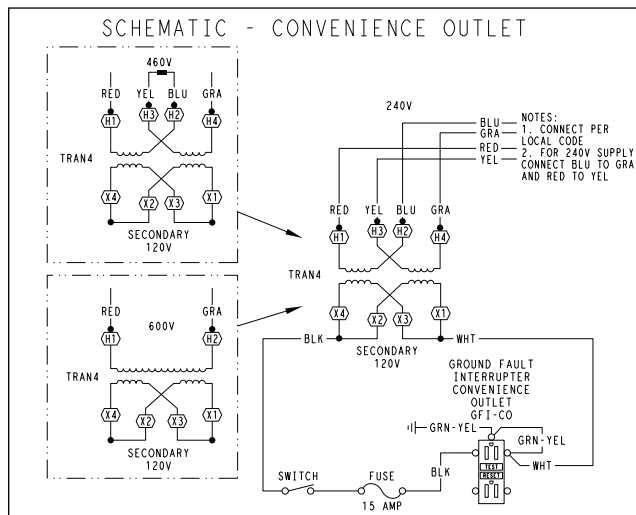 SCHEMATIC - CONVENIENCE OUTLET
460V
RED YEL BLU GRA
H1 H3 H2 H4
TRAN4
X4 X2 X3 X1
SECONDARY
120V
RED GRA
600V
H1 H2
TRAN4
X4 X2 X3 X1
SECONDARY
120V
240V
BLU
GRA
RED
YEL
NOTES:
1. CONNECT PER
LOCAL CODE
2. FOR 240V SUPPLY
CONNECT BLU TO GRA
AND RED TO YEL
RED YEL BLU GRA
H1 H3 H2 H4
TRAN4
X4 X2 X3 X1
BLK WHT
SECONDARY
120V
GROUND FAULT
INTERRUPTER
CONVENIENCE
OUTLET
GFI-CO
GRN-YEL
GRN-YEL
WHT
BLK
TEST
RESET
SWITCH FUSE
15 AMP